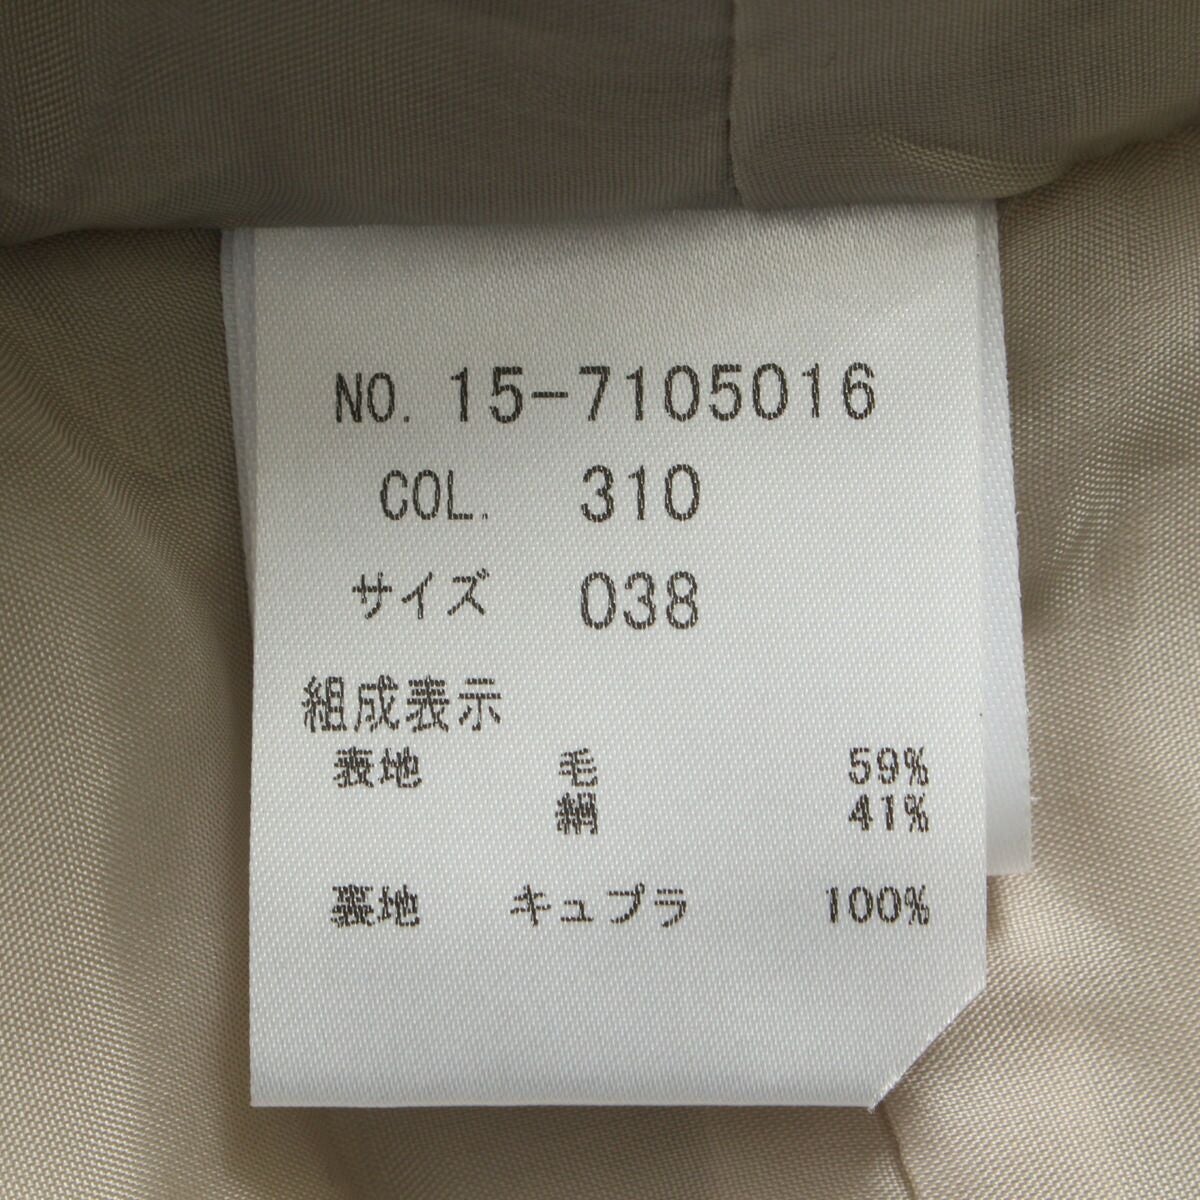 NO. 15-7105016
COL. 310
サイズ 038
組成表示
表地 毛 59%
絹 41%
裏地 キュプラ 100%